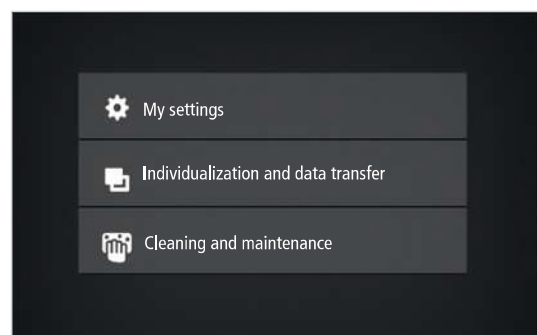 My settings
Individualization and data transfer
Cleaning and maintenance